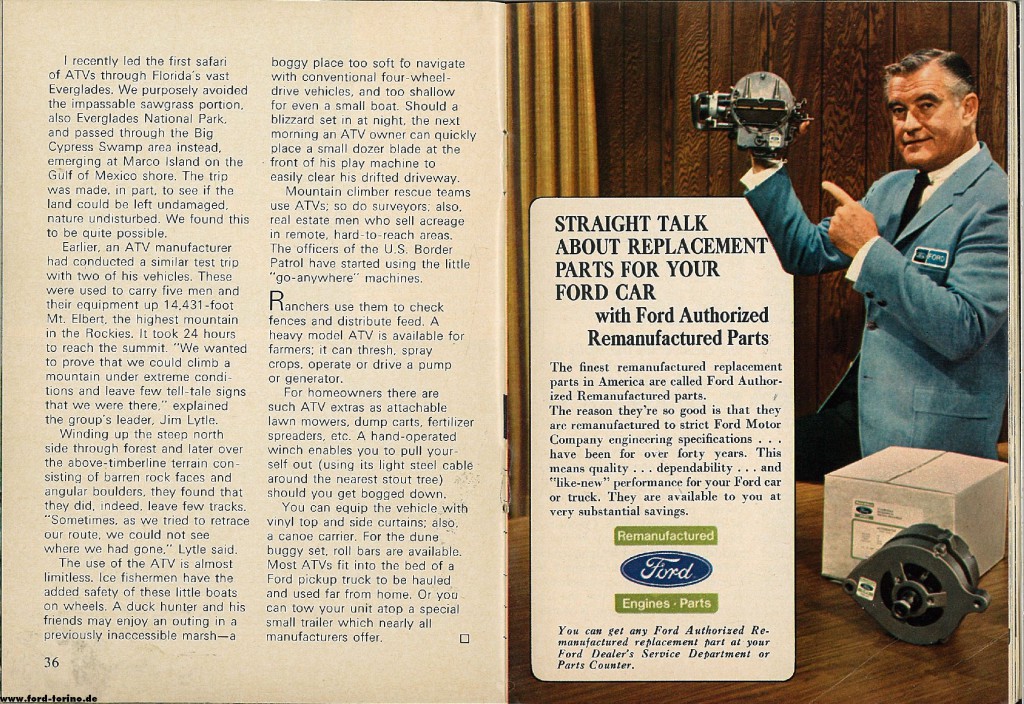 I recently led the first safari
of ATVs through Florida's vast
Everglades. We purposely avoided
the impassable sawgrass portion,
also Everglades National Park,
and passed through the Big
Cypress Swamp area instead,
emerging at Marco Island on the
Gulf of Mexico shore. The trip
was made, in part, to see if the
land could be left undamaged,
nature undisturbed. We found this
to be quite possible.
Earlier, an ATV manufacturer
had conducted a similar test trip
with two of his vehicles. These
were used to carry five men and
their equipment up 14,431-foot
Mt. Elbert, the highest mountain
in the Rockies. It took 24 hours
to reach the summit. "We wanted
to prove that we could climb a
mountain under extreme condi-
tions and leave few tell-tale signs
that we were there," explained
the group's leader, Jim Lytle.
Winding up the steep north
side through forest and later over
the above-timberline terrain con-
sisting of barren rock faces and
angular boulders, they found that
they did, indeed, leave few tracks.
"Sometimes, as we tried to retrace
our route, we could not see
where we had gone," Lytle said.
The use of the ATV is almost
limitless. Ice fishermen have the
added safety of these little boats
on wheels. A duck hunter and his
friends may enjoy an outing in a
previously inaccessible marsh—a
36
boggy place too soft to navigate
with conventional four-wheel-
drive vehicles, and too shallow
for even a small boat. Should a
blizzard set in at night, the next
morning an ATV owner can quickly
place a small dozer blade at the
front of his play machine to
easily clear his drifted driveway.
Mountain climber rescue teams
use ATVs; so do surveyors; also,
real estate men who sell acreage
in remote, hard-to-reach areas.
The officers of the U.S. Border
Patrol have started using the little
"go-anywhere" machines.
Ranchers use them to check
fences and distribute feed. A
heavy model ATV is available for
farmers; it can thresh, spray
crops, operate or drive a pump
or generator.
For homeowners there are
such ATV extras as attachable
lawn mowers, dump carts, fertilizer
spreaders, etc. A hand-operated
winch enables you to pull your-
self out (using its light steel cable
around the nearest stout tree)
should you get bogged down.
You can equip the vehicle with
vinyl top and side curtains; also,
a canoe carrier. For the dune
buggy set, roll bars are available.
Most ATVs fit into the bed of a
Ford pickup truck to be hauled
and used far from home. Or you
can tow your unit atop a special
small trailer which nearly all
manufacturers offer. □
STRAIGHT TALK
ABOUT REPLACEMENT
PARTS FOR YOUR
FORD CAR
with Ford Authorized
Remanufactured Parts
The finest remanufactured replacement
parts in America are called Ford Author-
ized Remanufactured parts.
The reason they're so good is that they
are remanufactured to strict Ford Motor
Company engineering specifications . . .
have been for over forty years. This
means quality . . . dependability . . . and
"like-new" performance for your Ford car
or truck. They are available to you at
very substantial savings.
Remanufactured
Ford
Engines · Parts
You can get any Ford Authorized Re-
manufactured replacement part at your
Ford Dealer's Service Department or
Parts Counter.
FORD
www.ford-torino.de